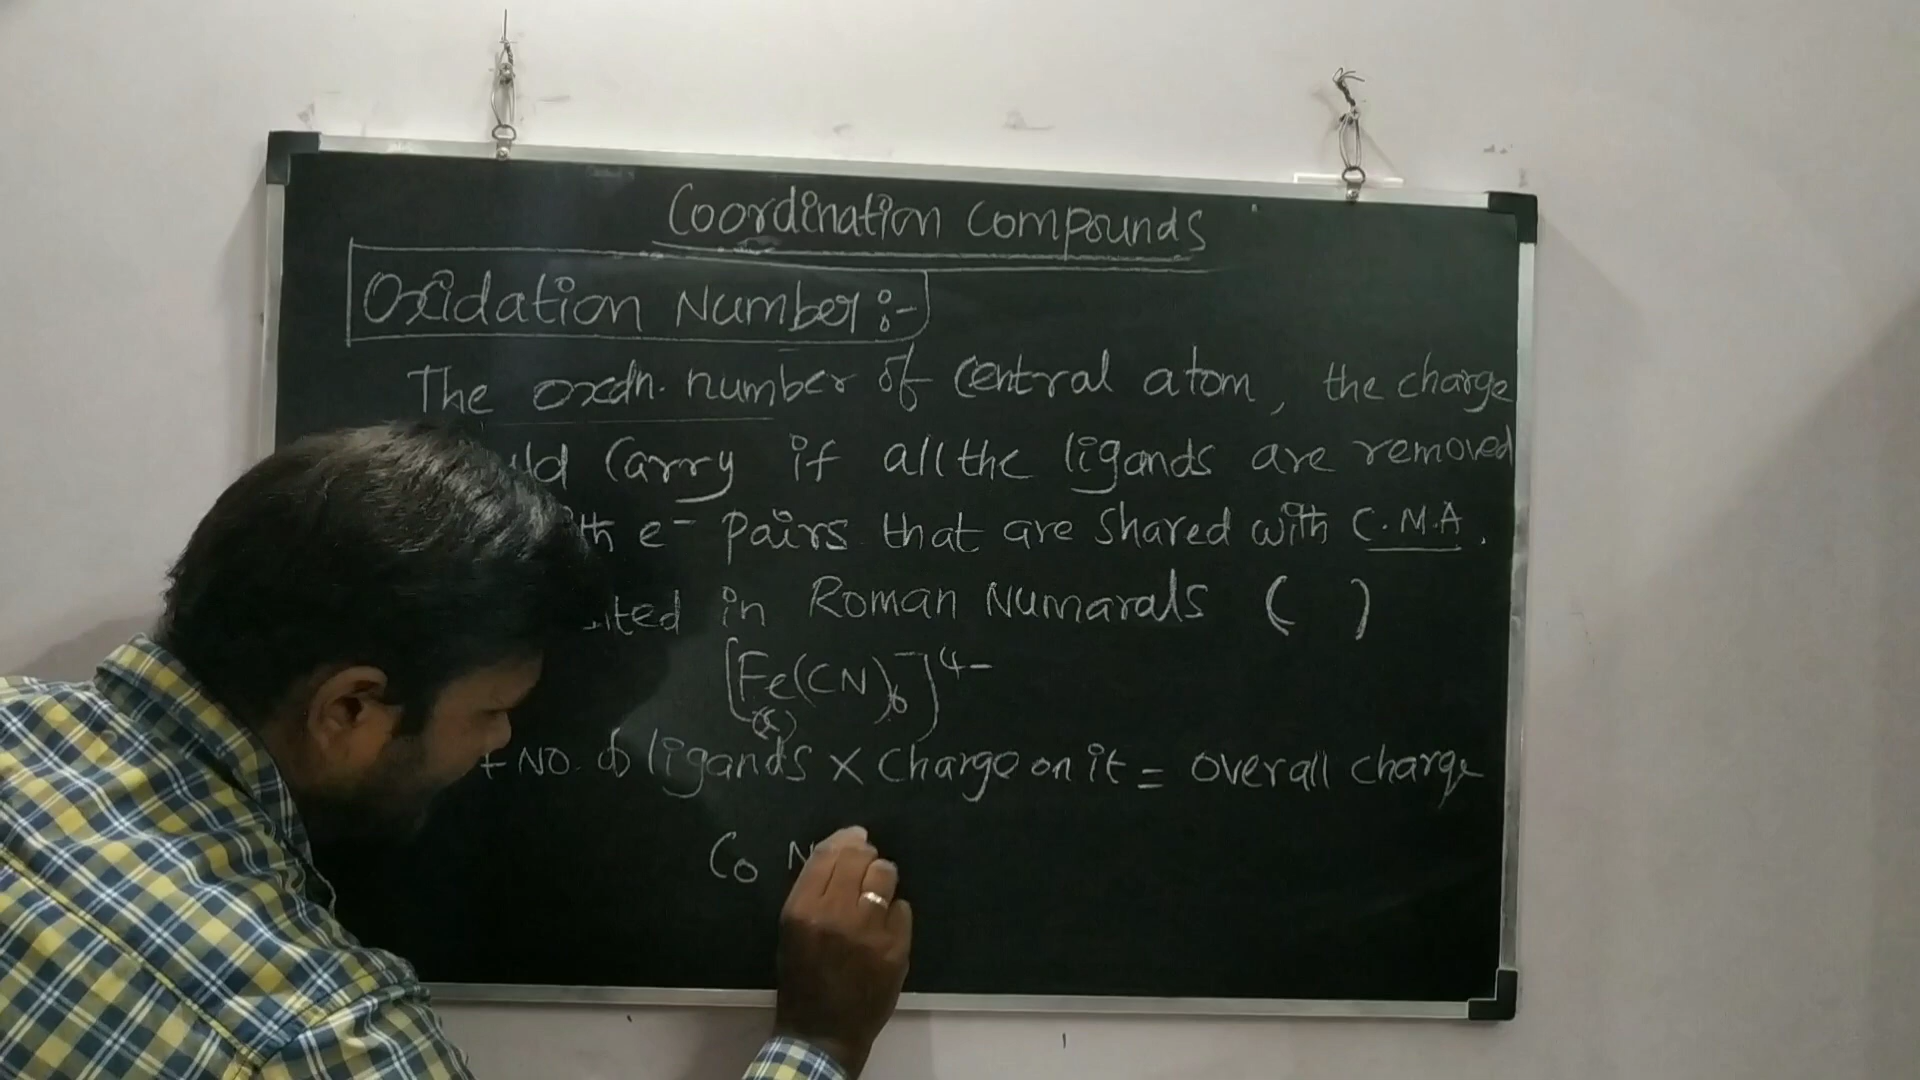 Coordination Compounds
Oxidation Number :-
The oxdn. number of Central atom, the charge
Carry if all the ligands are removed
e⁻ pairs that are shared with C.M.A.
in Roman Numarals ( )
[Fe(CN)₆]⁴⁻
(x)
+ No. of ligands × Charge on it = overall charge
Co N